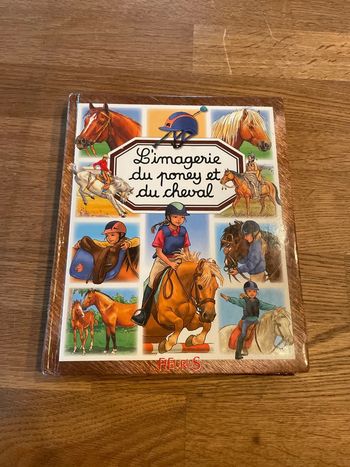 L'imagerie
du poney et
du cheval
FLEURUS